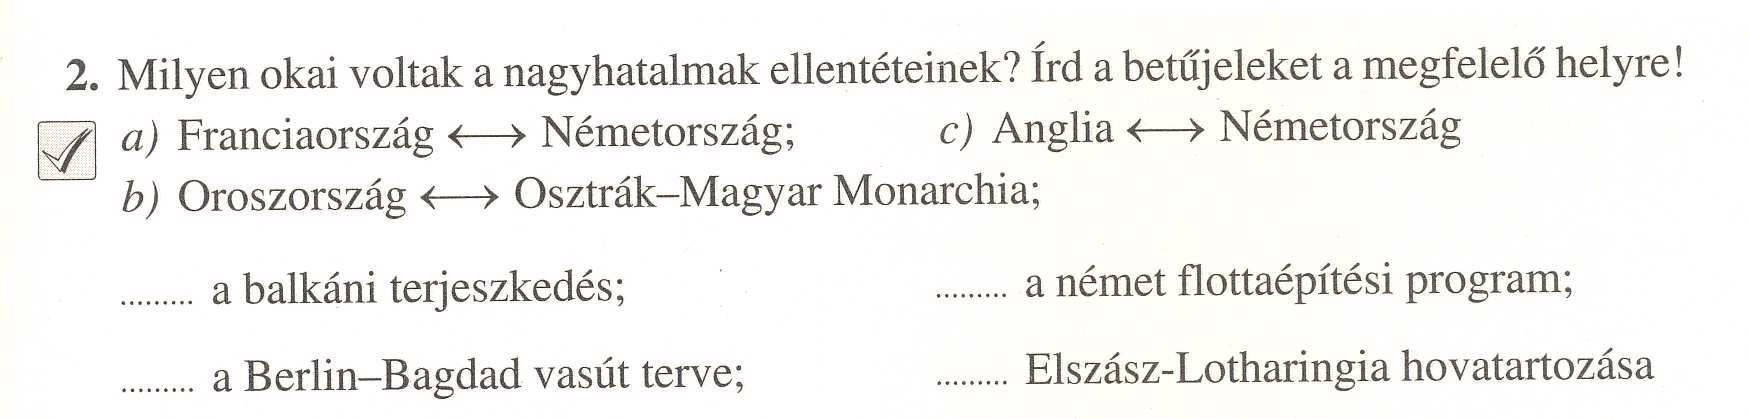 2. Milyen okai voltak a nagyhatalmak ellentéteinek? Írd a betűjeleket a megfelelő helyre!
a) Franciaország ⟷ Németország; c) Anglia ⟷ Németország
b) Oroszország ⟷ Osztrák–Magyar Monarchia;
......... a balkáni terjeszkedés; ......... a német flottaépítési program;
......... a Berlin–Bagdad vasút terve; ......... Elszász-Lotharingia hovatartozása